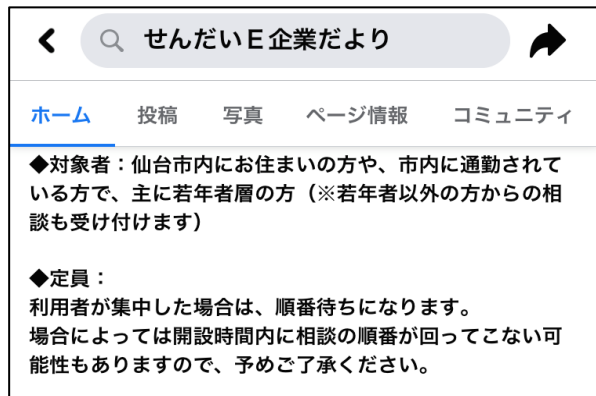 せんだいＥ企業だより
ホーム 投稿 写真 ページ情報 コミュニティ
◆対象者：仙台市内にお住まいの方や、市内に通勤されて
いる方で、主に若年者層の方（※若年者以外の方からの相
談も受け付けます）
◆定員：
利用者が集中した場合は、順番待ちになります。
場合によっては開設時間内に相談の順番が回ってこない可
能性もありますので、予めご了承ください。